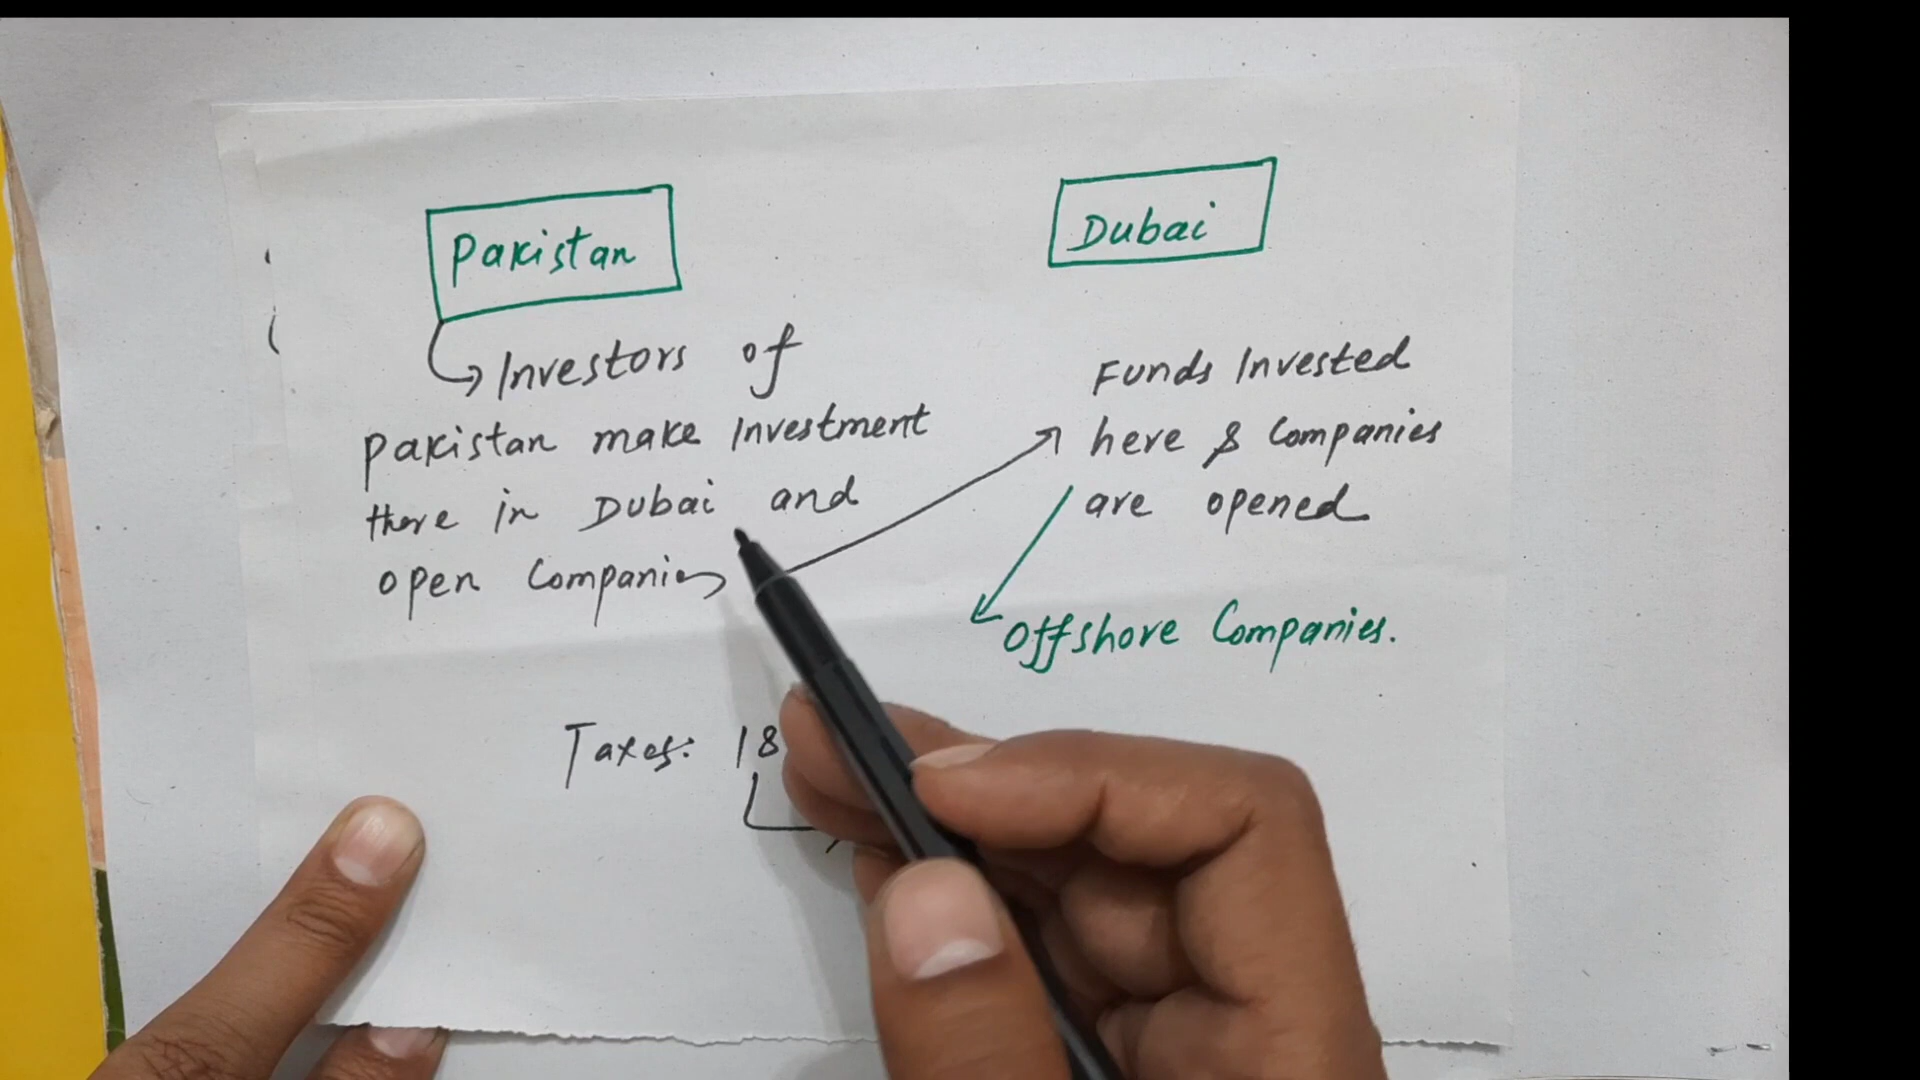 Pakistan
Investors of
Pakistan make Investment
there in Dubai and
open Companies
Dubai
Funds Invested
here & Companies
are opened
Offshore Companies.
Taxes: 18